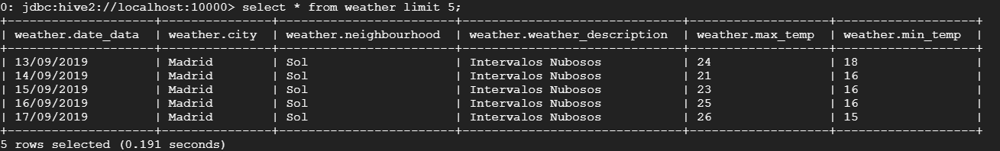 0: jdbc:hive2://localhost:10000> select * from weather limit 5;
+--------------------+---------------+------------------------+------------------------------+-------------------+-------------------+
| weather.date_data | weather.city | weather.neighbourhood | weather.weather_description | weather.max_temp | weather.min_temp |
+--------------------+---------------+------------------------+------------------------------+-------------------+-------------------+
| 13/09/2019 | Madrid | Sol | Intervalos Nubosos | 24 | 18 |
| 14/09/2019 | Madrid | Sol | Intervalos Nubosos | 21 | 16 |
| 15/09/2019 | Madrid | Sol | Intervalos Nubosos | 23 | 16 |
| 16/09/2019 | Madrid | Sol | Intervalos Nubosos | 25 | 16 |
| 17/09/2019 | Madrid | Sol | Intervalos Nubosos | 26 | 15 |
+--------------------+---------------+------------------------+------------------------------+-------------------+-------------------+
5 rows selected (0.191 seconds)